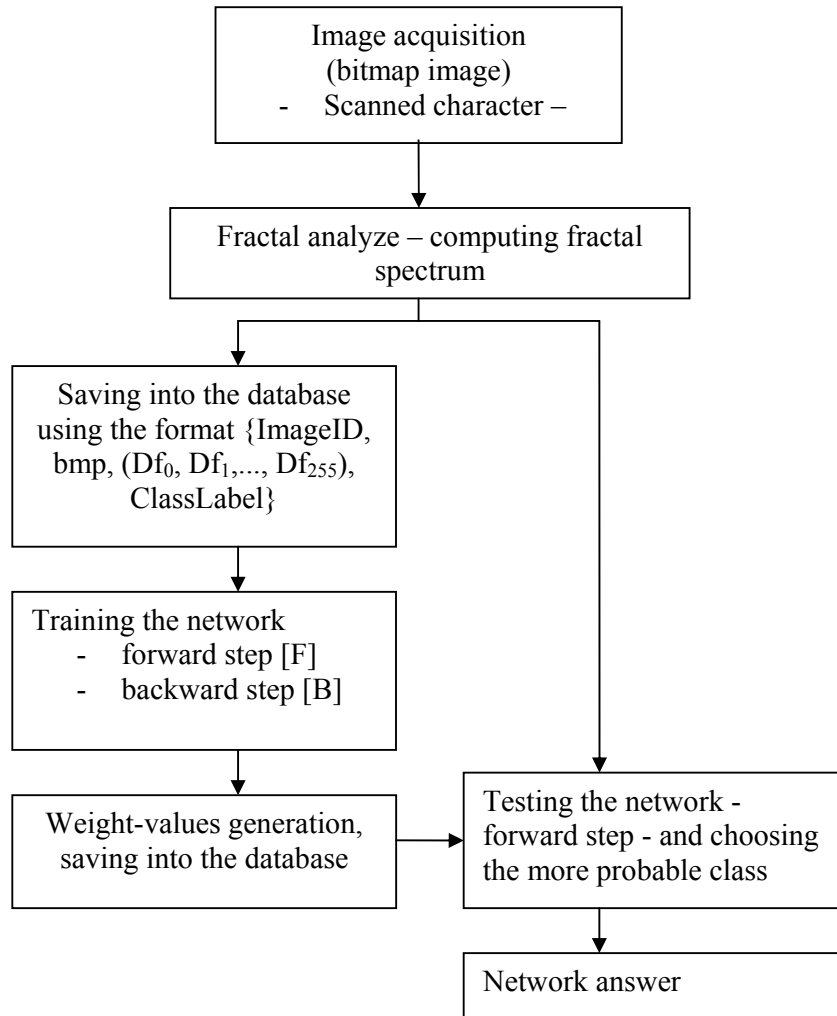 Image acquisition
(bitmap image)
- Scanned character –
Fractal analyze – computing fractal
spectrum
Saving into the database
using the format {ImageID,
bmp, (Df₀, Df₁,..., Df₂₅₅),
ClassLabel}
Training the network
- forward step [F]
- backward step [B]
Weight-values generation,
saving into the database
Testing the network -
forward step - and choosing
the more probable class
Network answer